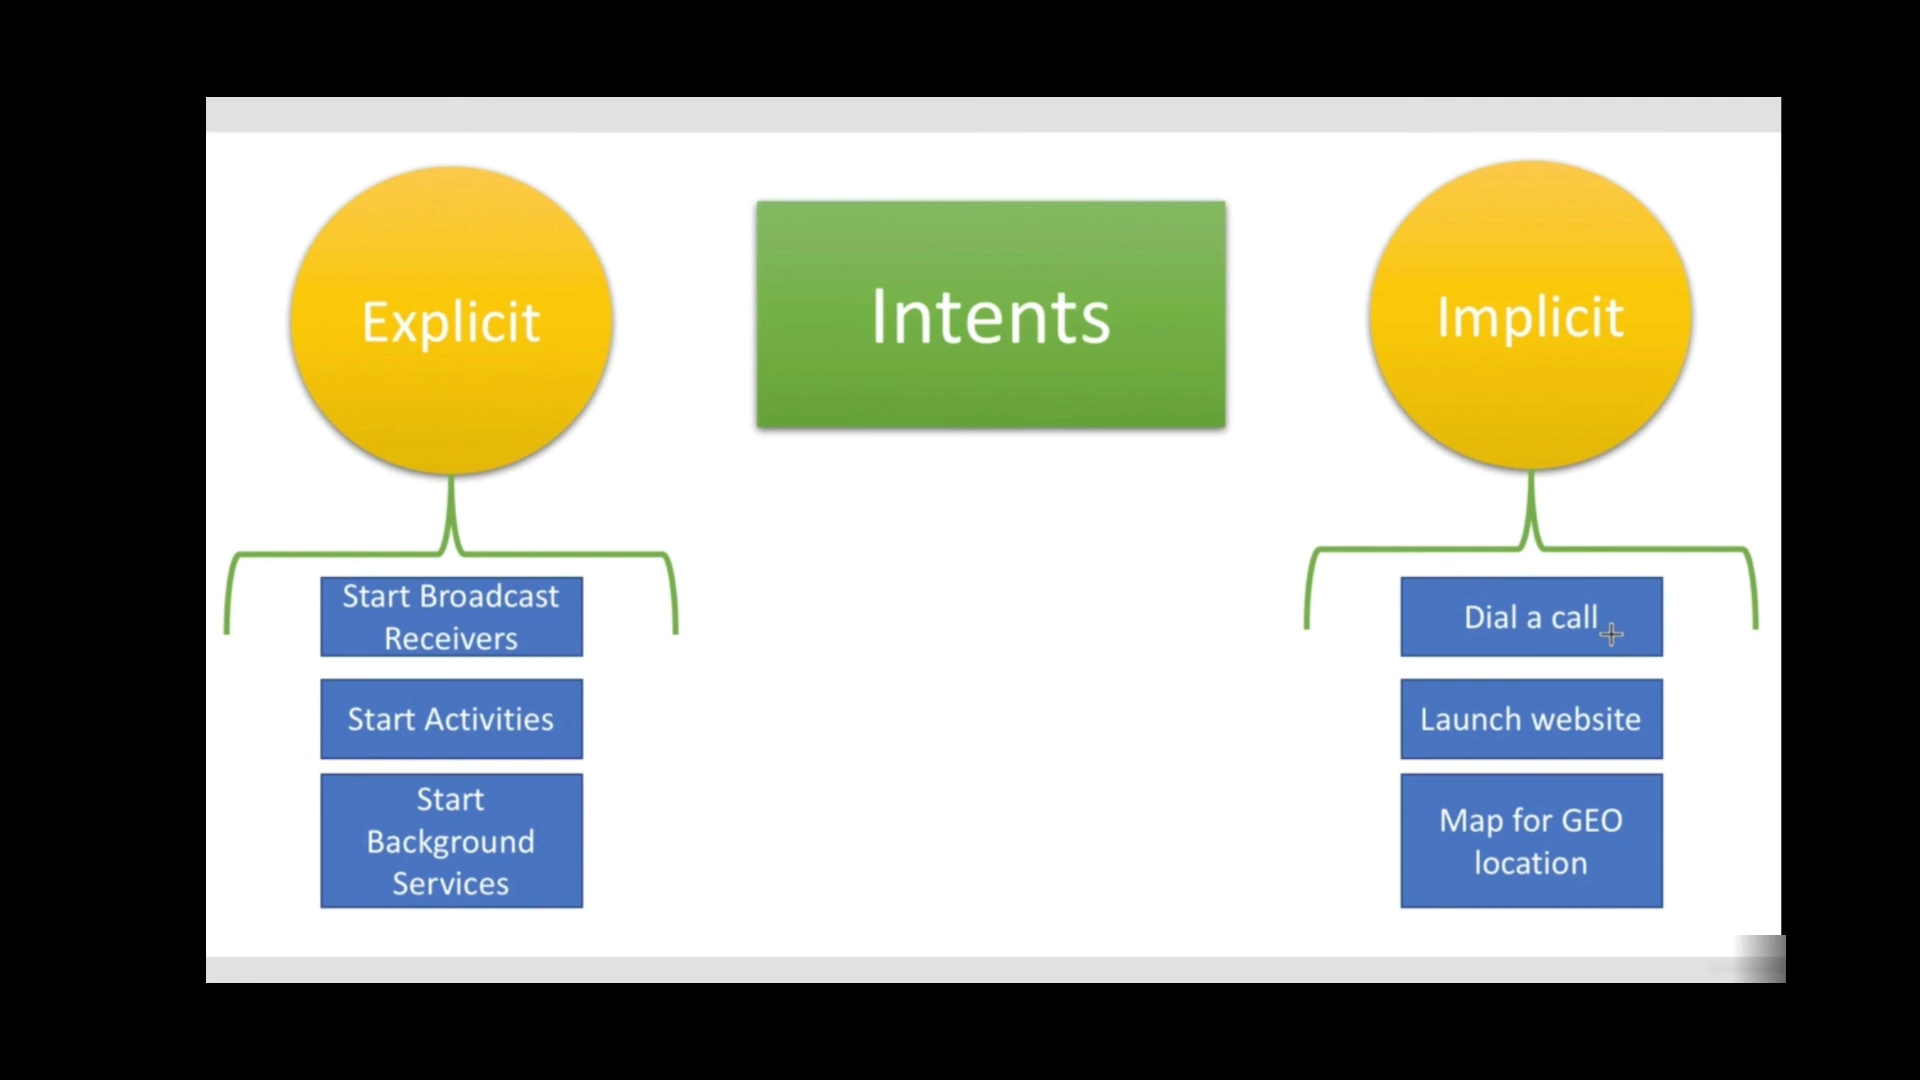 Explicit
Intents
Implicit
Start Broadcast
Receivers
Start Activities
Start
Background
Services
Dial a call
Launch website
Map for GEO
location